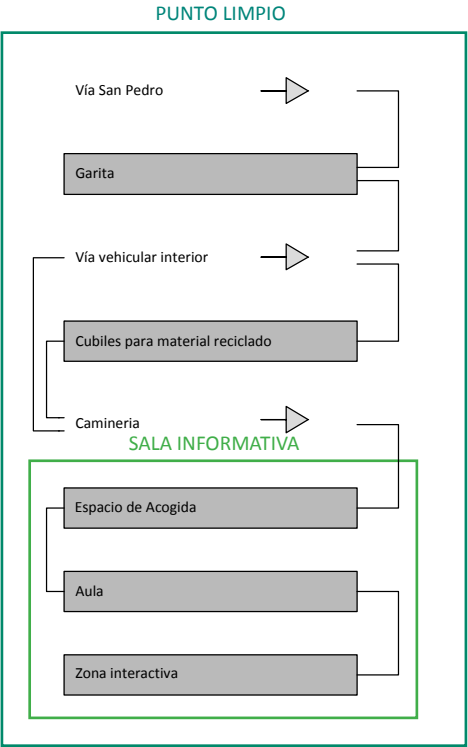 PUNTO LIMPIO
Vía San Pedro
Garita
Vía vehicular interior
Cubiles para material reciclado
Camineria
SALA INFORMATIVA
Espacio de Acogida
Aula
Zona interactiva